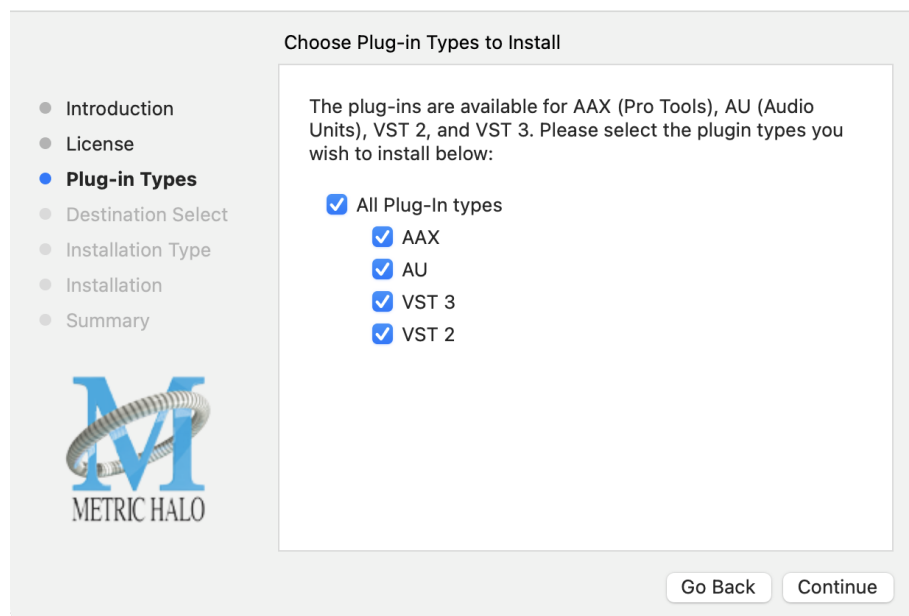 Choose Plug-in Types to Install
Introduction
License
Plug-in Types
Destination Select
Installation Type
Installation
Summary
The plug-ins are available for AAX (Pro Tools), AU (Audio
Units), VST 2, and VST 3. Please select the plugin types you
wish to install below:
All Plug-In types
AAX
AU
VST 3
VST 2
METRIC HALO
Go Back
Continue